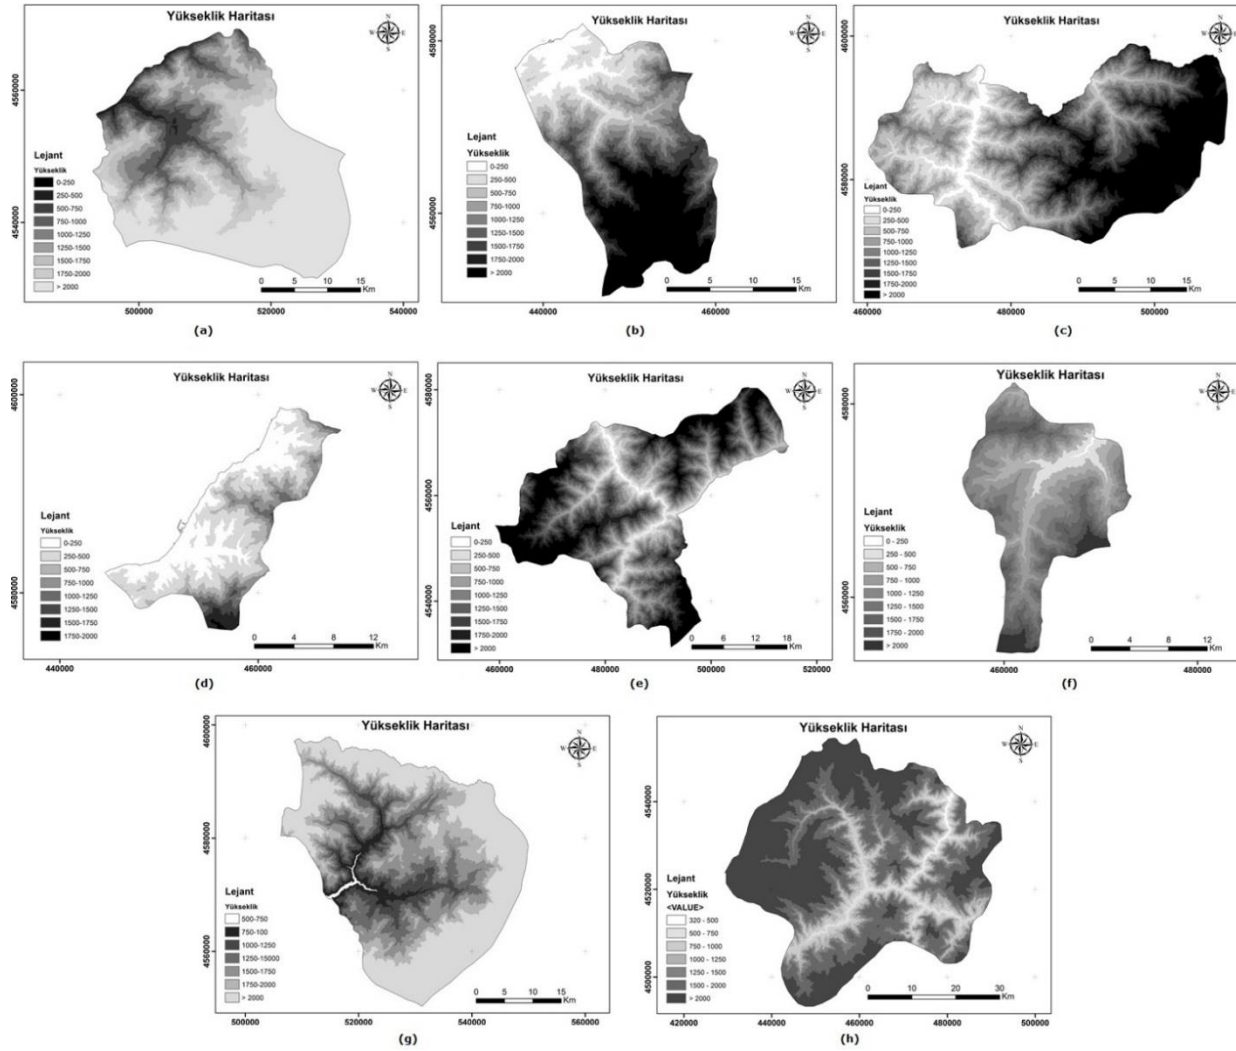 Yükseklik Haritası
N
W E
S
4560000
4540000
Lejant
Yükseklik
0-250
250-500
500-750
750-1000
1000-1250
1250-1500
1500-1750
1750-2000
> 2000
0 5 10 15
Km
500000 520000 540000
(a)
Yükseklik Haritası
N
W E
S
4580000
4560000
Lejant
Yükseklik
0-250
250-500
500-750
750-1000
1000-1250
1250-1500
1500-1750
1750-2000
> 2000
0 5 10 15
Km
440000 460000
(b)
Yükseklik Haritası
N
W E
S
4600000
4580000
Lejant
Yükseklik
0-250
250-500
500-750
750-1000
1000-1250
1250-1500
1500-1750
1750-2000
> 2000
0 5 10 15
Km
460000 480000 500000
(c)
Yükseklik Haritası
N
W E
S
4600000
4580000
Lejant
Yükseklik
0-250
250-500
500-750
750-1000
1000-1250
1250-1500
1500-1750
1750-2000
0 4 8 12
Km
440000 460000
(d)
Yükseklik Haritası
N
W E
S
4580000
4560000
4540000
Lejant
Yükseklik
0-250
250-500
500-750
750-1000
1000-1250
1250-1500
1500-1750
1750-2000
> 2000
0 6 12 18
Km
460000 480000 500000 520000
(e)
Yükseklik Haritası
N
W E
S
4580000
4560000
Lejant
Yükseklik
0 - 250
250 - 500
500 - 750
750 - 1000
1000 - 1250
1250 - 1500
1500 - 1750
1750 - 2000
> 2000
0 4 8 12
Km
460000 480000
(f)
Yükseklik Haritası
N
W E
S
4600000
4580000
4560000
Lejant
Yükseklik
500-750
750-100
1000-1250
1250-15000
1500-1750
1750-2000
> 2000
0 5 10 15
Km
500000 520000 540000 560000
(g)
Yükseklik Haritası
N
W E
S
4540000
4520000
4500000
Lejant
Yükseklik
<VALUE>
320 - 500
500 - 750
750 - 1000
1000 - 1250
1250 - 1500
1500 - 2000
> 2000
0 10 20 30
Km
420000 440000 460000 480000 500000
(h)